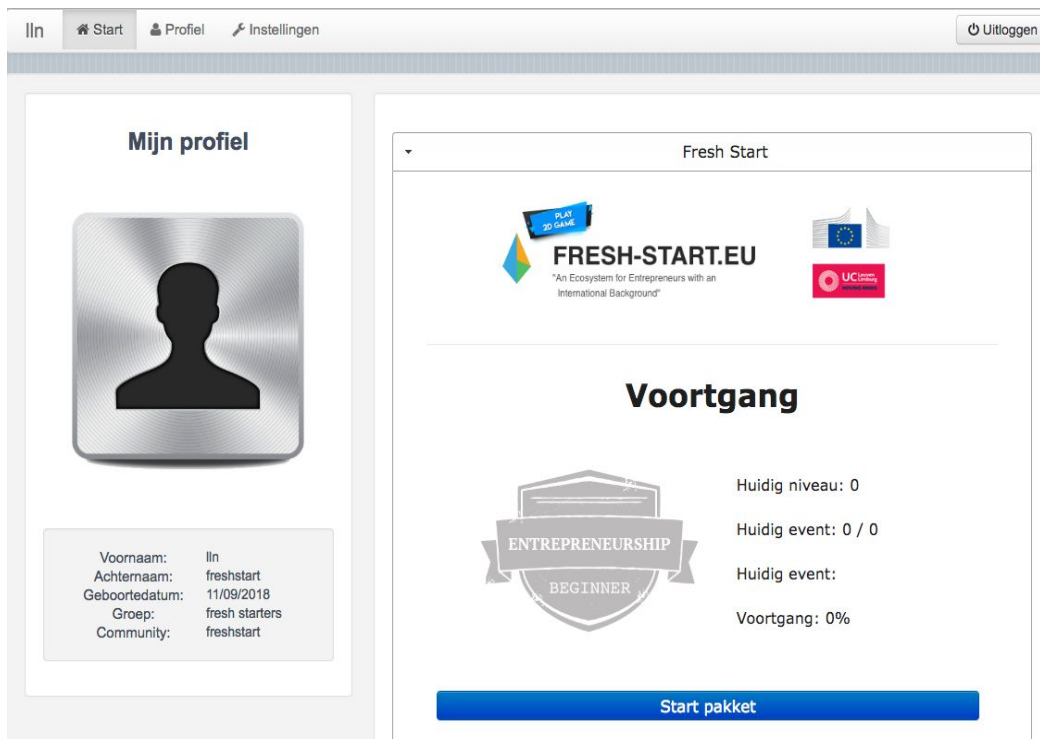 lln Start Profiel Instellingen Uitloggen
Mijn profiel
Voornaam: lln
Achternaam: freshstart
Geboortedatum: 11/09/2018
Groep: fresh starters
Community: freshstart
Fresh Start
PLAY
2D GAME
FRESH-START.EU
"An Ecosystem for Entrepreneurs with an
International Background"
UC Leuven
Limburg
Voortgang
ENTREPRENEURSHIP
BEGINNER
Huidig niveau: 0
Huidig event: 0 / 0
Huidig event:
Voortgang: 0%
Start pakket